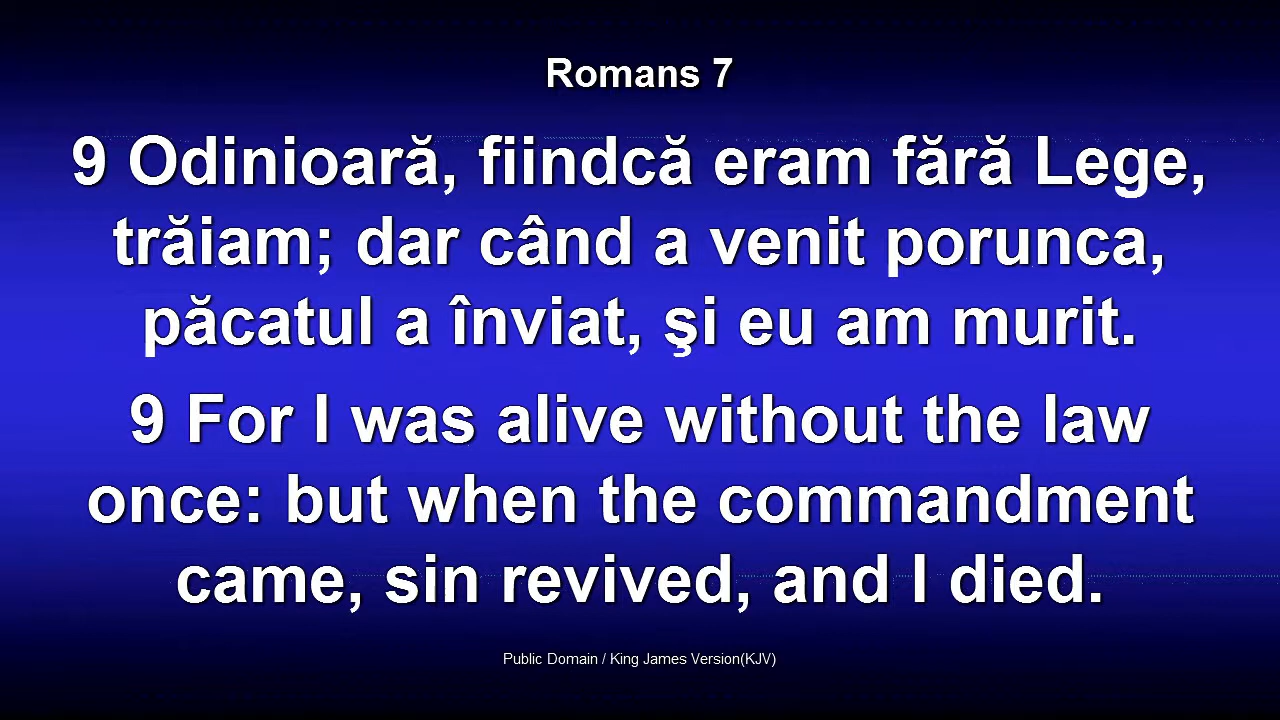 Romans 7
9 Odinioară, fiindcă eram fără Lege,
trăiam; dar când a venit porunca,
păcatul a înviat, şi eu am murit.
9 For I was alive without the law
once: but when the commandment
came, sin revived, and I died.
Public Domain / King James Version(KJV)